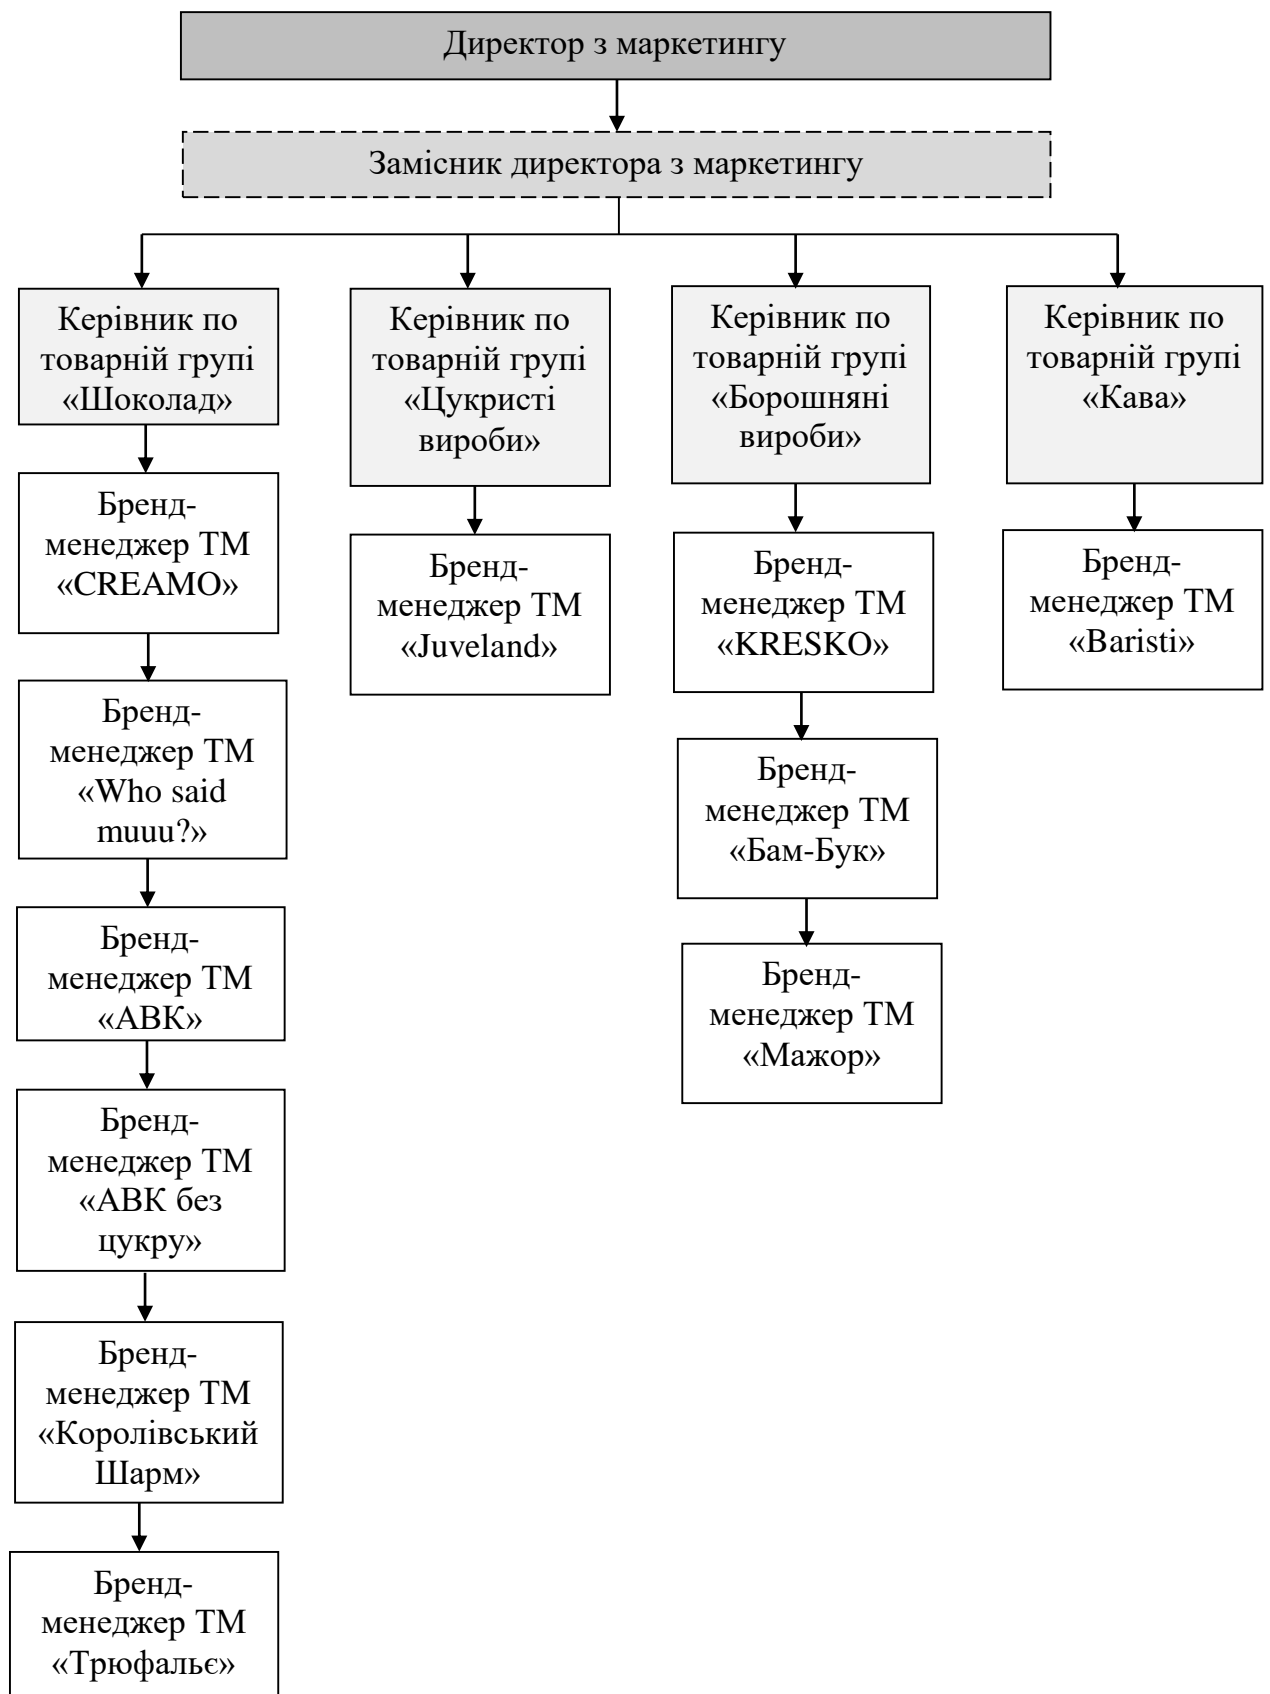 Директор з маркетингу
Замісник директора з маркетингу
Керівник по
товарній групі
«Шоколад»
Бренд-
менеджер ТМ
«CREAMO»
Бренд-
менеджер ТМ
«Who said
muuu?»
Бренд-
менеджер ТМ
«АВК»
Бренд-
менеджер ТМ
«АВК без
цукру»
Бренд-
менеджер ТМ
«Королівський
Шарм»
Бренд-
менеджер ТМ
«Трюфальє»
Керівник по
товарній групі
«Цукристі
вироби»
Бренд-
менеджер ТМ
«Juveland»
Керівник по
товарній групі
«Борошняні
вироби»
Бренд-
менеджер ТМ
«KRESKO»
Бренд-
менеджер ТМ
«Бам-Бук»
Бренд-
менеджер ТМ
«Мажор»
Керівник по
товарній групі
«Кава»
Бренд-
менеджер ТМ
«Baristi»